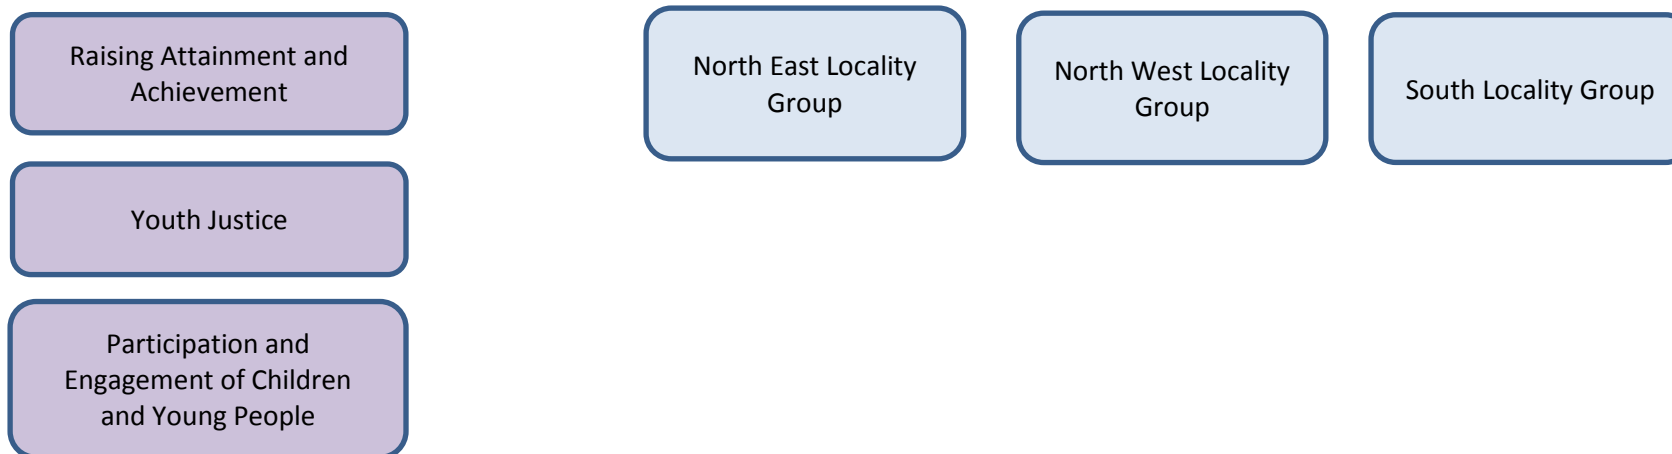 Raising Attainment and
Achievement
North East Locality
Group
North West Locality
Group
South Locality Group
Youth Justice
Participation and
Engagement of Children
and Young People